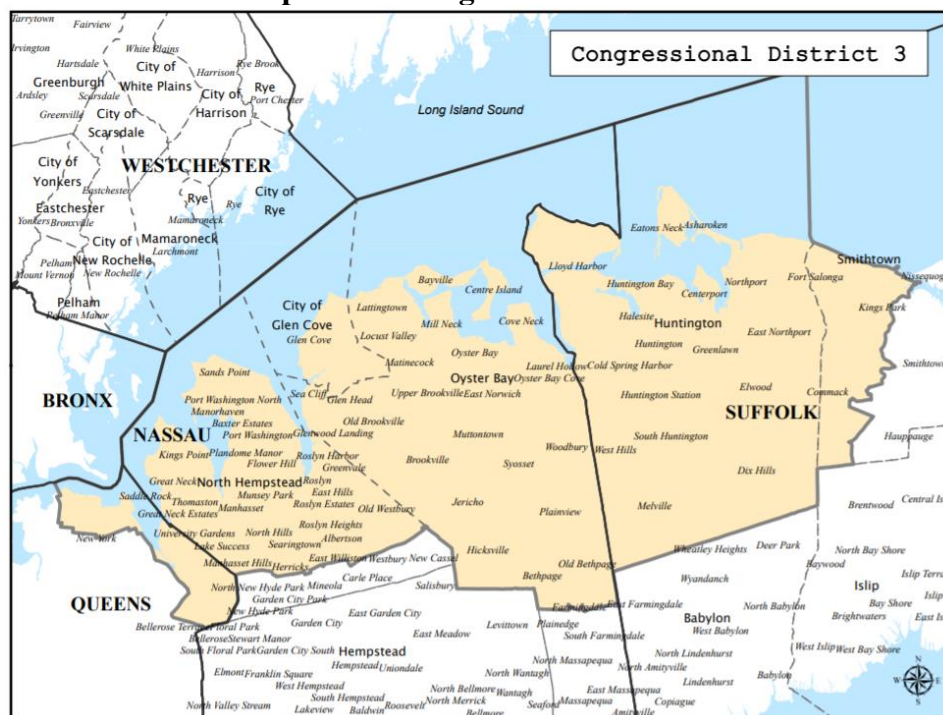 Congressional District 3
Tarrytown
Fairview
Irvington
Hartsdale
White Plains
Rye Brook
Greenburgh
City of
White Plains
Harrison
Rye
Port Chester
Ardsley
Scarsdale
City of
Harrison
Greenville
City of
Scarsdale
Long Island Sound
WESTCHESTER
City of
Yonkers
Eastchester
Eastchester
Rye
Rye
City of
Rye
Yonkers
Bronxville
Mamaroneck
Mamaroneck
Larchmont
City of
New Rochelle
Pelham
Mount Vernon
New Rochelle
Pelham
Pelham Manor
Eatons Neck
Asharoken
Smithtown
Nissequog
Lloyd Harbor
Fort Salonga
Bayville
Centre Island
Huntington Bay
Northport
Centerport
Kings Park
City of
Glen Cove
Glen Cove
Lattingtown
Mill Neck
Cove Neck
Halesite
Huntington
East Northport
Locust Valley
Huntington
Greenlawn
Matinecock
Oyster Bay
Laurel Hollow
Cold Spring Harbor
Smithtown
Sands Point
Oyster Bay
Oyster Bay Cove
Sea Cliff
Glen Head
Upper Brookville
East Norwich
Huntington Station
Elwood
Commack
BRONX
Port Washington North
Manorhaven
Baxter Estates
Old Brookville
SUFFOLK
NASSAU
Port Washington
Glenwood Landing
Muttontown
South Huntington
Hauppauge
Kings Point
Plandome Manor
Flower Hill
Roslyn Harbor
Greenvale
Brookville
Woodbury
West Hills
Syosset
Dix Hills
Great Neck
North Hempstead
Roslyn
Saddle Rock
Thomaston
Munsey Park
East Hills
Jericho
Melville
Brentwood
Central I
Great Neck Estates
Manhasset
Roslyn Estates
Old Westbury
Plainview
New York
University Gardens
North Hills
Roslyn Heights
Lake Success
Searingtown
Albertson
Hicksville
Wheatley Heights
Deer Park
North Bay Shore
Manhasset Hills
Herricks
East Williston
Westbury
New Cassel
Old Bethpage
Baywood
Bethpage
Wyandanch
Islip Terra
QUEENS
North New Hyde Park
Mineola
Carle Place
Salisbury
Islip
Garden City Park
New Hyde Park
East Garden City
Farmingdale
East Farmingdale
North Babylon
Bay Shore
Islip
Bellerose Terrace
Floral Park
Garden City
Levittown
Plainedge
Babylon
Brightwaters
East Is
Bellerose
Stewart Manor
East Meadow
South Farmingdale
West Babylon
South Floral Park
Garden City South
Hempstead
North Lindenhurst
West Islip
West Bay Shore
Elmont
Franklin Square
Hempstead
Uniondale
North Massapequa
North Amityville
West Hempstead
North Wantagh
Lindenhurst
Babylon
South Hempstead
North Bellmore
Wantagh
East Massapequa
North Valley Stream
Lakeview
Baldwin
Roosevelt
North Merrick
Bellmore
Seaford
Massapequa
Amityville
Copiague
N
W
E
S